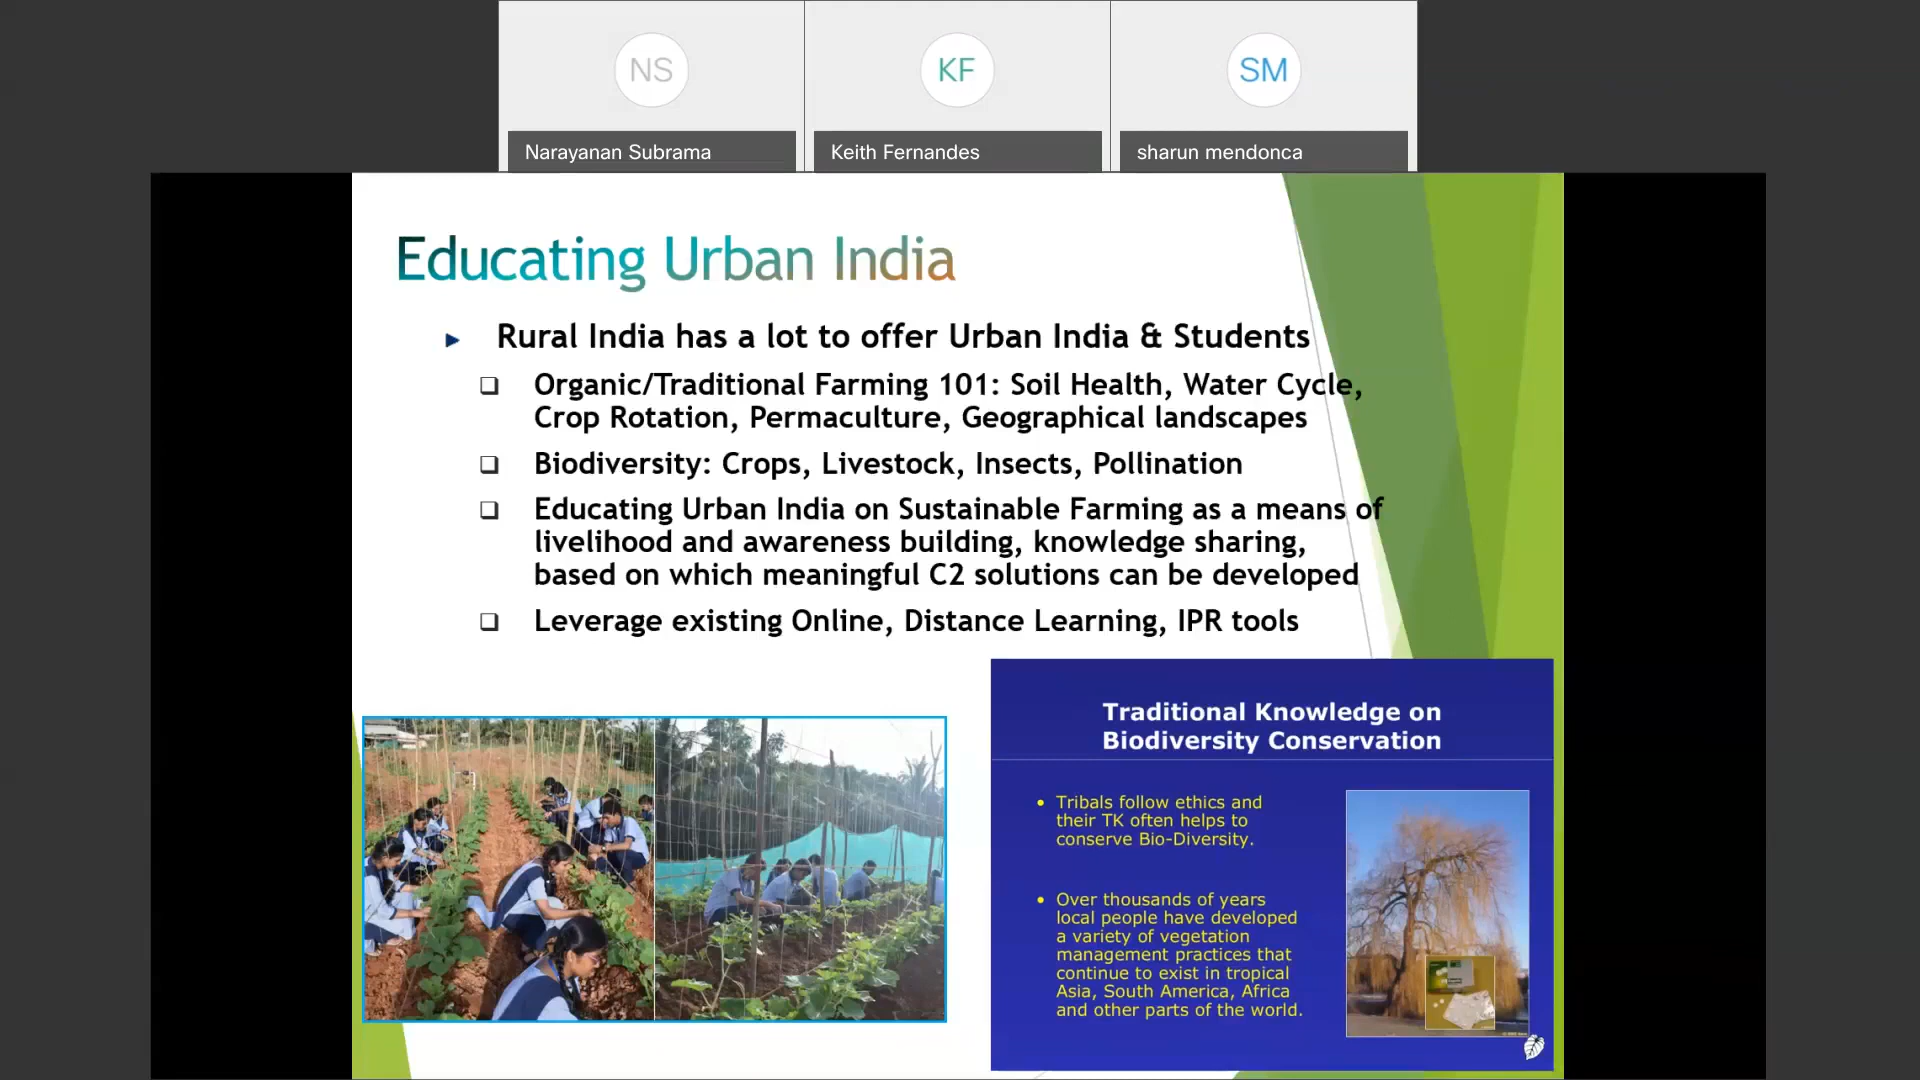 NS
KF
SM
Narayanan Subrama
Keith Fernandes
sharun mendonca
Educating Urban India
Rural India has a lot to offer Urban India & Students
Organic/Traditional Farming 101: Soil Health, Water Cycle,
Crop Rotation, Permaculture, Geographical landscapes
Biodiversity: Crops, Livestock, Insects, Pollination
Educating Urban India on Sustainable Farming as a means of
livelihood and awareness building, knowledge sharing,
based on which meaningful C2 solutions can be developed
Leverage existing Online, Distance Learning, IPR tools
Traditional Knowledge on
Biodiversity Conservation
• Tribals follow ethics and
their TK often helps to
conserve Bio-Diversity.
• Over thousands of years
local people have developed
a variety of vegetation
management practices that
continue to exist in tropical
Asia, South America, Africa
and other parts of the world.